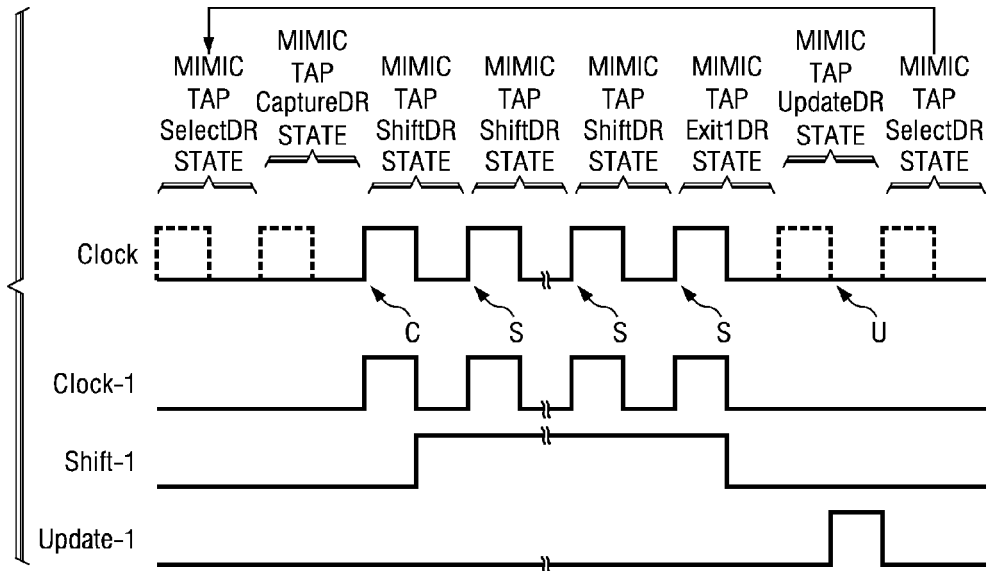 MIMIC
TAP
SelectDR
STATE
MIMIC
TAP
CaptureDR
STATE
MIMIC
TAP
ShiftDR
STATE
MIMIC
TAP
ShiftDR
STATE
MIMIC
TAP
ShiftDR
STATE
MIMIC
TAP
Exit1DR
STATE
MIMIC
TAP
UpdateDR
STATE
MIMIC
TAP
SelectDR
STATE
Clock
C
S
S
S
U
Clock-1
Shift-1
Update-1